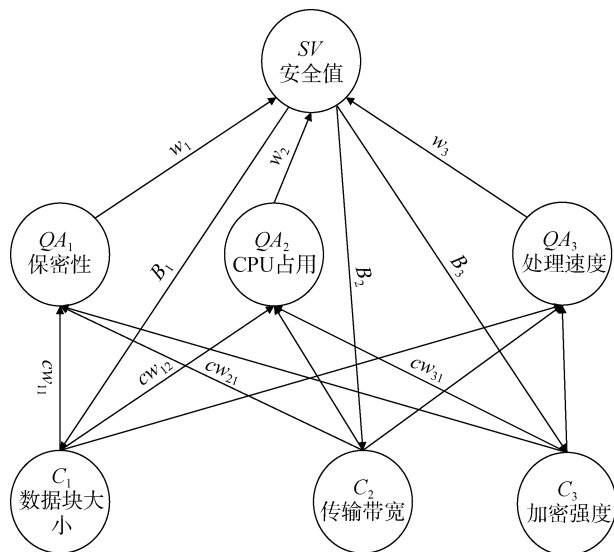 SV
安全值
w₁
w₂
w₃
QA₁
保密性
QA₂
CPU占用
QA₃
处理速度
B₁
B₂
B₃
cw₁₁
cw₁₂
cw₂₁
cw₃₁
C₁
数据块大
小
C₂
传输带宽
C₃
加密强度